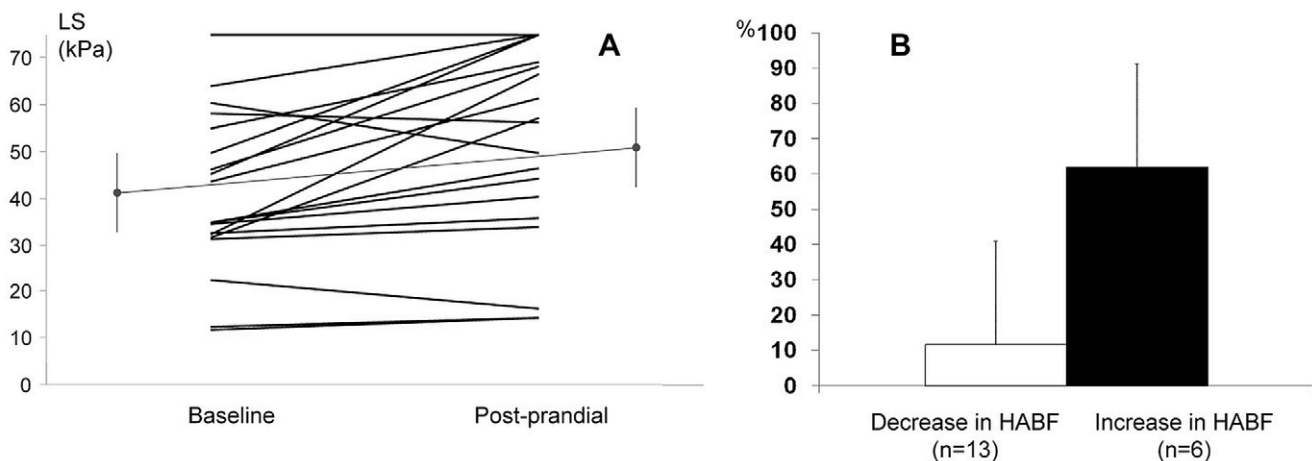 LS
(kPa)
A
70
60
50
40
30
20
10
0
Baseline
Post-prandial
%100
B
90
80
70
60
50
40
30
20
10
0
Decrease in HABF
(n=13)
Increase in HABF
(n=6)